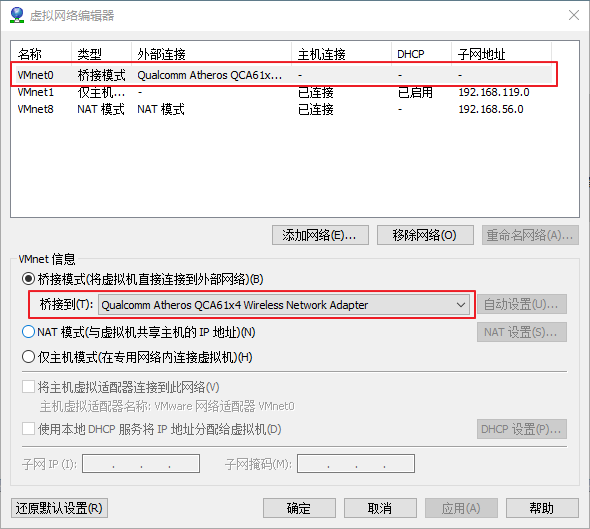 虚拟网络编辑器
名称 类型 外部连接 主机连接 DHCP 子网地址
VMnet0 桥接模式 Qualcomm Atheros QCA61x... - - -
VMnet1 仅主机... - 已连接 已启用 192.168.119.0
VMnet8 NAT 模式 NAT 模式 已连接 - 192.168.56.0
添加网络(E)... 移除网络(O) 重命名网络(A)...
VMnet 信息
桥接模式(将虚拟机直接连接到外部网络)(B)
桥接到(T): Qualcomm Atheros QCA61x4 Wireless Network Adapter 自动设置(U)...
NAT 模式(与虚拟机共享主机的 IP 地址)(N) NAT 设置(S)...
仅主机模式(在专用网络内连接虚拟机)(H)
将主机虚拟适配器连接到此网络(V)
主机虚拟适配器名称: VMware 网络适配器 VMnet0
使用本地 DHCP 服务将 IP 地址分配给虚拟机(D) DHCP 设置(P)...
子网 IP (I): . . . 子网掩码(M): . . .
还原默认设置(R) 确定 取消 应用(A) 帮助